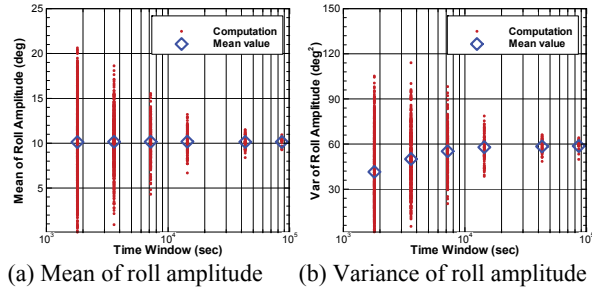 25
20
15
10
5
Mean of Roll Amplitude (deg)
Computation
Mean value
10³ 10⁴ 10⁵
Time Window (sec)
(a) Mean of roll amplitude
150
120
90
60
30
Var of Roll Amplitude (deg²)
Computation
Mean value
10³ 10⁴ 10⁵
Time Window (sec)
(b) Variance of roll amplitude